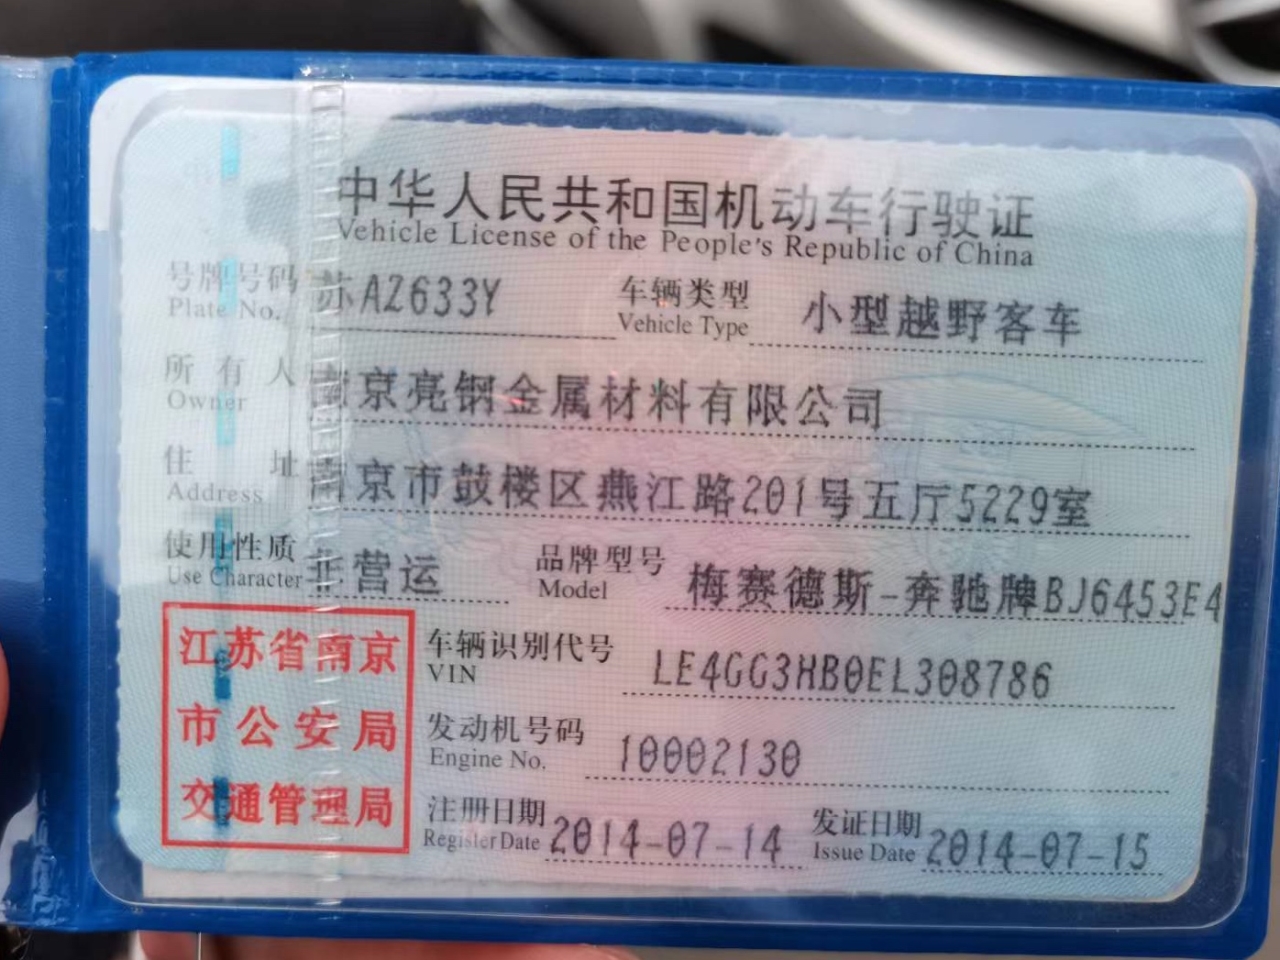 中华人民共和国机动车行驶证
Vehicle License of the People's Republic of China
号牌号码 苏AZ633Y 车辆类型 小型越野客车
Plate No. Vehicle Type
所有人 南京亮钢金属材料有限公司
Owner
住址 南京市鼓楼区燕江路201号五厅5229室
Address
使用性质 非营运 品牌型号 梅赛德斯-奔驰牌BJ6453E4
Use Character Model
江苏省南京
市公安局
交通管理局
车辆识别代号 LE4GG3HB0EL308786
VIN
发动机号码 10002130
Engine No.
注册日期 2014-07-14 发证日期 2014-07-15
Register Date Issue Date